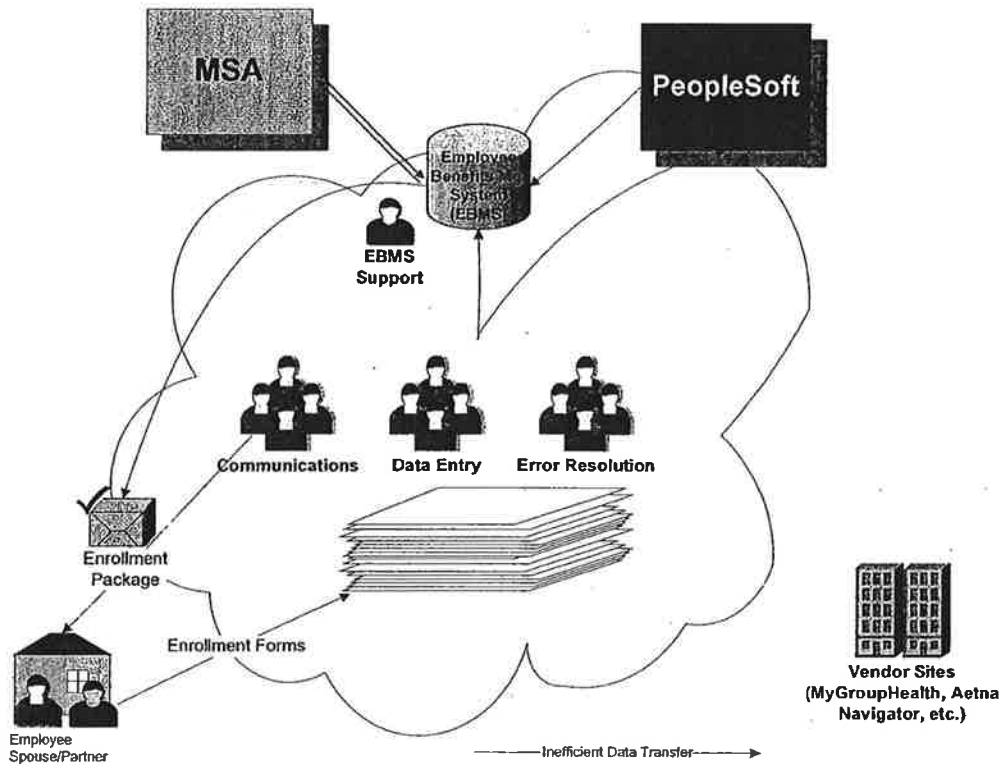 MSA
PeopleSoft
Employee
Benefits
System
(EBMS)
EBMS
Support
Communications
Data Entry
Error Resolution
Enrollment
Package
Enrollment Forms
Employee
Spouse/Partner
Vendor Sites
(MyGroupHealth, Aetna
Navigator, etc.)
Inefficient Data Transfer